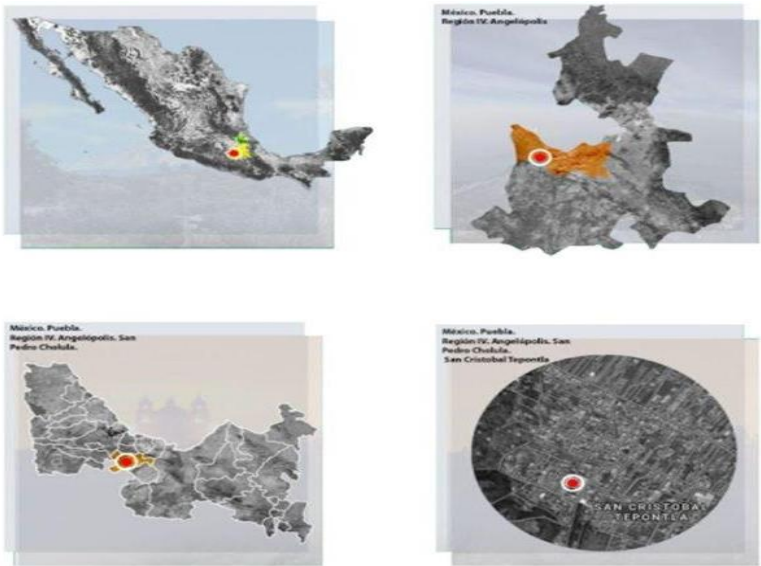 México. Puebla.
Región IV. Angelópolis
México. Puebla.
Región IV. Angelópolis. San
Pedro Cholula.
México. Puebla.
Región IV. Angelópolis. San
Pedro Cholula.
San Cristobal Tepontla
SAN CRISTOBAL
TEPONTLA